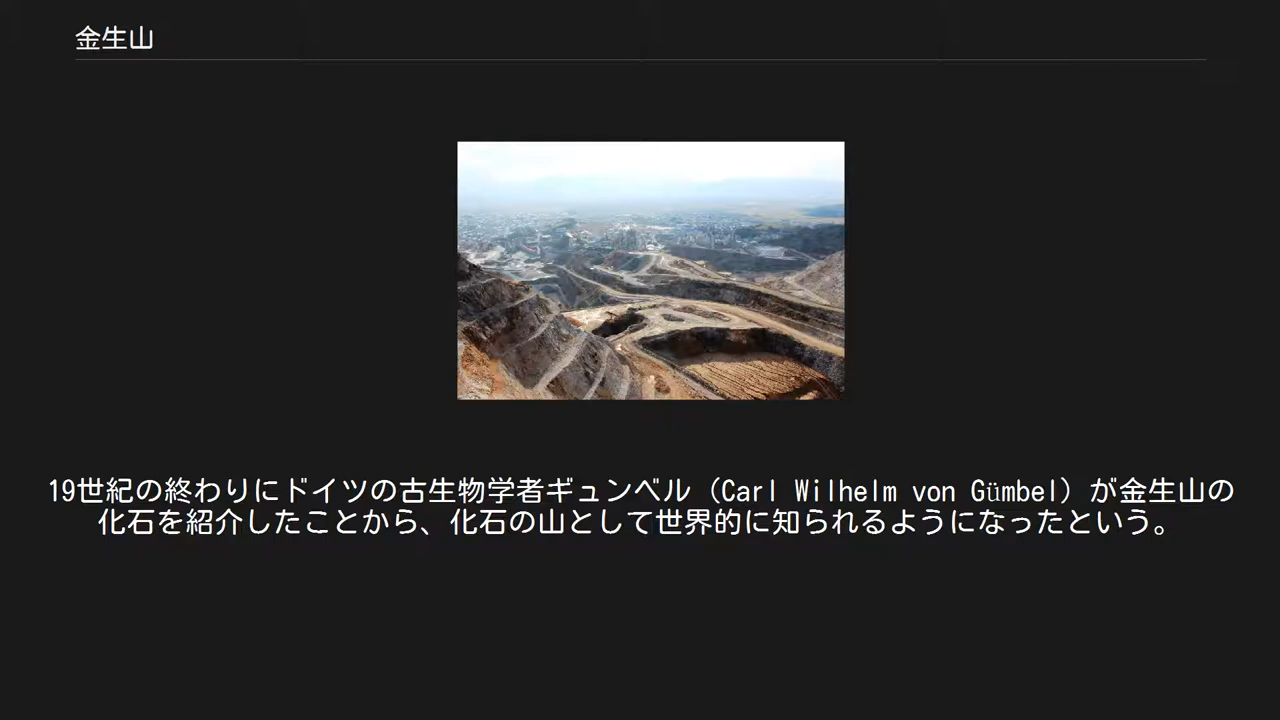 金生山
19世紀の終わりにドイツの古生物学者ギュンベル（Carl Wilhelm von Gümbel）が金生山の
化石を紹介したことから、化石の山として世界的に知られるようになったという。